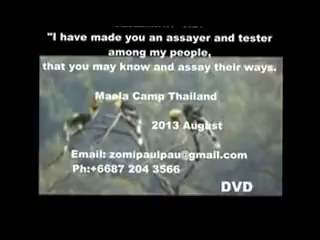 "I have made you an assayer and tester
among my people,
that you may know and assay their ways.
Maela Camp Thailand
2013 August
Email: zomipaulpau@gmail.com
Ph:+6687 204 3566
DVD